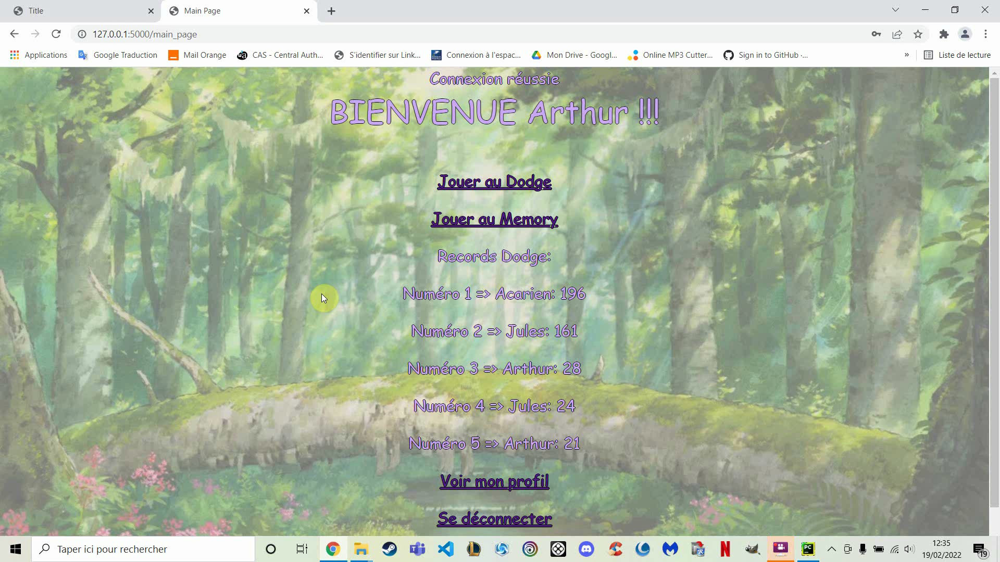 Title
Main Page
127.0.0.1:5000/main_page
Applications
Google Traduction
Mail Orange
CAS - Central Auth...
S'identifier sur Link...
Connexion à l'espac...
Mon Drive - Googl...
Online MP3 Cutter...
Sign in to GitHub ·...
»
Liste de lecture
Connexion réussie
BIENVENUE Arthur !!!
Jouer au Dodge
Jouer au Memory
Records Dodge:
Numéro 1 => Acarien: 196
Numéro 2 => Jules: 161
Numéro 3 => Arthur: 28
Numéro 4 => Jules: 24
Numéro 5 => Arthur: 21
Voir mon profil
Se déconnecter
Taper ici pour rechercher
12:35
19/02/2022
19